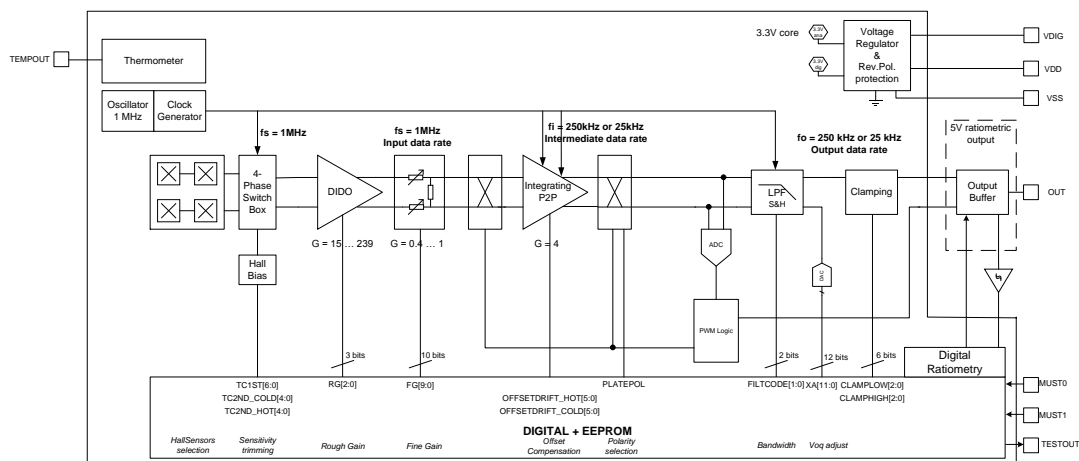 3.3V core
3.3V
ana
3.3V
dig
Voltage
Regulator
&
Rev.Pol.
protection
VDIG
VDD
VSS
TEMPOUT
Thermometer
Oscillator
1 MHz
Clock
Generator
fs = 1MHz
fs = 1MHz
Input data rate
fi = 250kHz or 25kHz
Intermediate data rate
fo = 250 kHz or 25 kHz
Output data rate
5V ratiometric
output
4-
Phase
Switch
Box
DIDO
Integrating
P2P
LPF
S&H
Clamping
Output
Buffer
OUT
G = 15 ... 239
G = 0.4 ... 1
G = 4
ADC
DAC
Hall
Bias
PWM Logic
3 bits
10 bits
2 bits
12 bits
6 bits
Digital
Ratiometry
TC1ST[6:0]
TC2ND_COLD[4:0]
TC2ND_HOT[4:0]
RG[2:0]
FG[9:0]
OFFSETDRIFT_HOT[5:0]
OFFSETDRIFT_COLD[5:0]
PLATEPOL
FILTCODE[1:0]
XA[11:0]
CLAMPLOW[2:0]
CLAMPHIGH[2:0]
MUST0
MUST1
TESTOUT
DIGITAL + EEPROM
HallSensors
selection
Sensitivity
trimming
Rough Gain
Fine Gain
Offset
Compensation
Polarity
selection
Bandwidth
Voq adjust